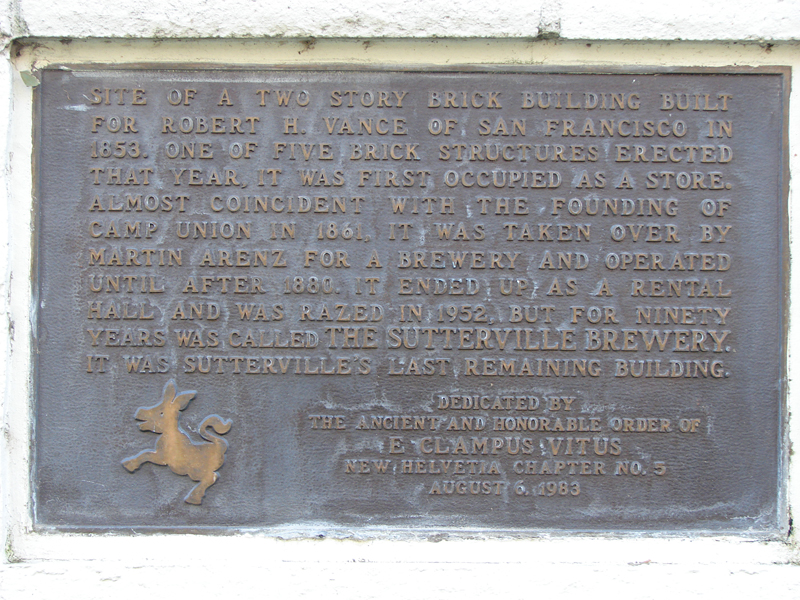 SITE OF A TWO STORY BRICK BUILDING BUILT
FOR ROBERT H. VANCE OF SAN FRANCISCO IN
1853. ONE OF FIVE BRICK STRUCTURES ERECTED
THAT YEAR, IT WAS FIRST OCCUPIED AS A STORE.
ALMOST COINCIDENT WITH THE FOUNDING OF
CAMP UNION IN 1861, IT WAS TAKEN OVER BY
MARTIN ARENZ FOR A BREWERY AND OPERATED
UNTIL AFTER 1880. IT ENDED UP AS A RENTAL
HALL AND WAS RAZED IN 1952, BUT FOR NINETY
YEARS WAS CALLED THE SUTTERVILLE BREWERY.
IT WAS SUTTERVILLE'S LAST REMAINING BUILDING.
DEDICATED BY
THE ANCIENT AND HONORABLE ORDER OF
E CLAMPUS VITUS
NEW HELVETIA CHAPTER NO. 5
AUGUST 6, 1983